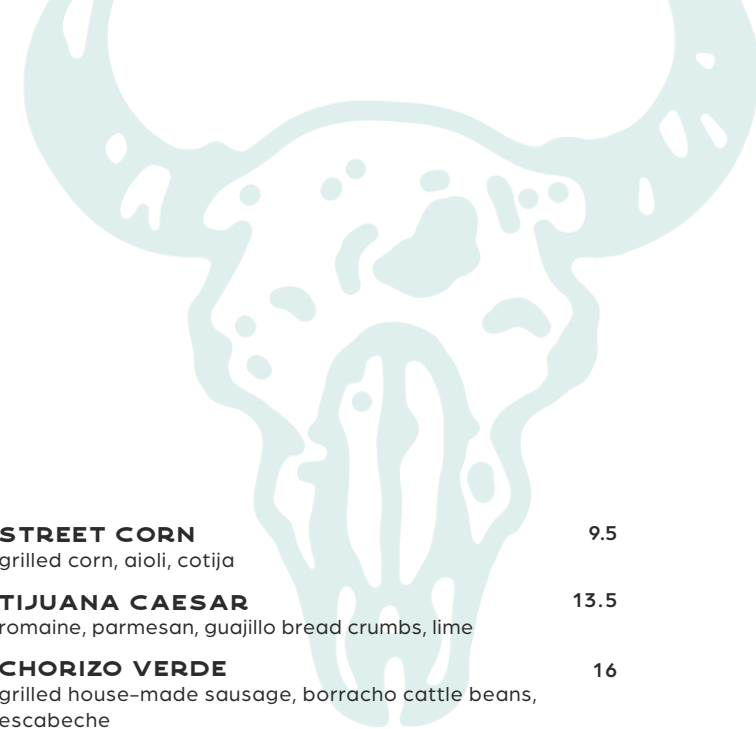 STREET CORN 9.5
grilled corn, aioli, cotija
TIJUANA CAESAR 13.5
romaine, parmesan, guajillo bread crumbs, lime
CHORIZO VERDE 16
grilled house-made sausage, borracho cattle beans,
escabeche